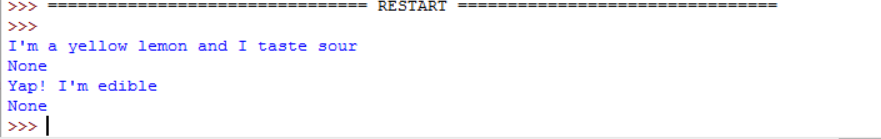 >>> ================================ RESTART ================================
>>>
I'm a yellow lemon and I taste sour
None
Yap! I'm edible
None
>>>